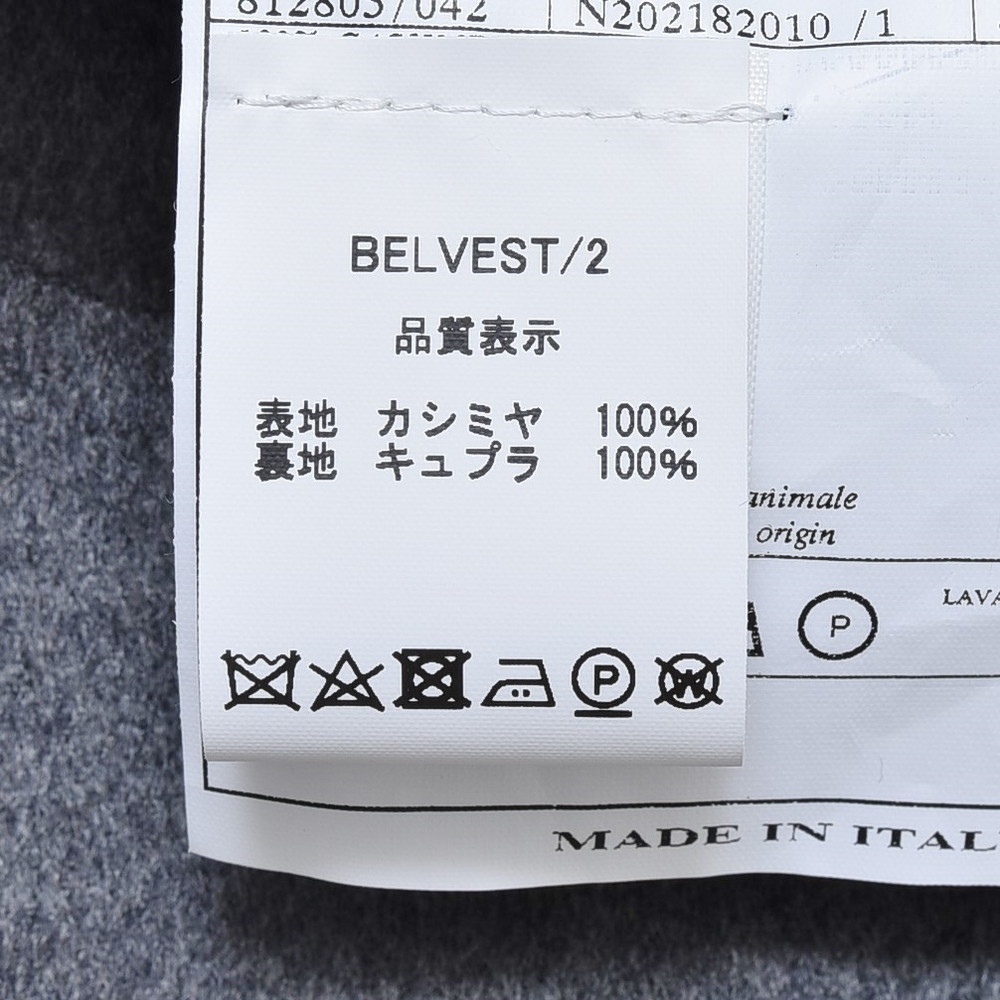 812805/042 N202182010 /1
BELVEST/2
品質表示
表地 カシミヤ 100%
裏地 キュプラ 100%
animale
origin
P
LAVA
P W
MADE IN ITAL